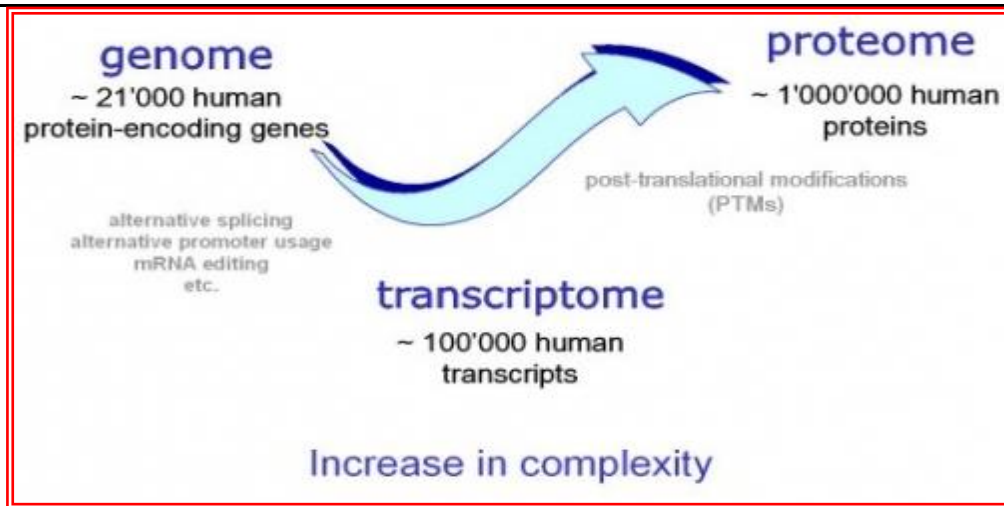 genome
~ 21'000 human
protein-encoding genes
alternative splicing
alternative promoter usage
mRNA editing
etc.
transcriptome
~ 100'000 human
transcripts
proteome
~ 1'000'000 human
proteins
post-translational modifications
(PTMs)
Increase in complexity